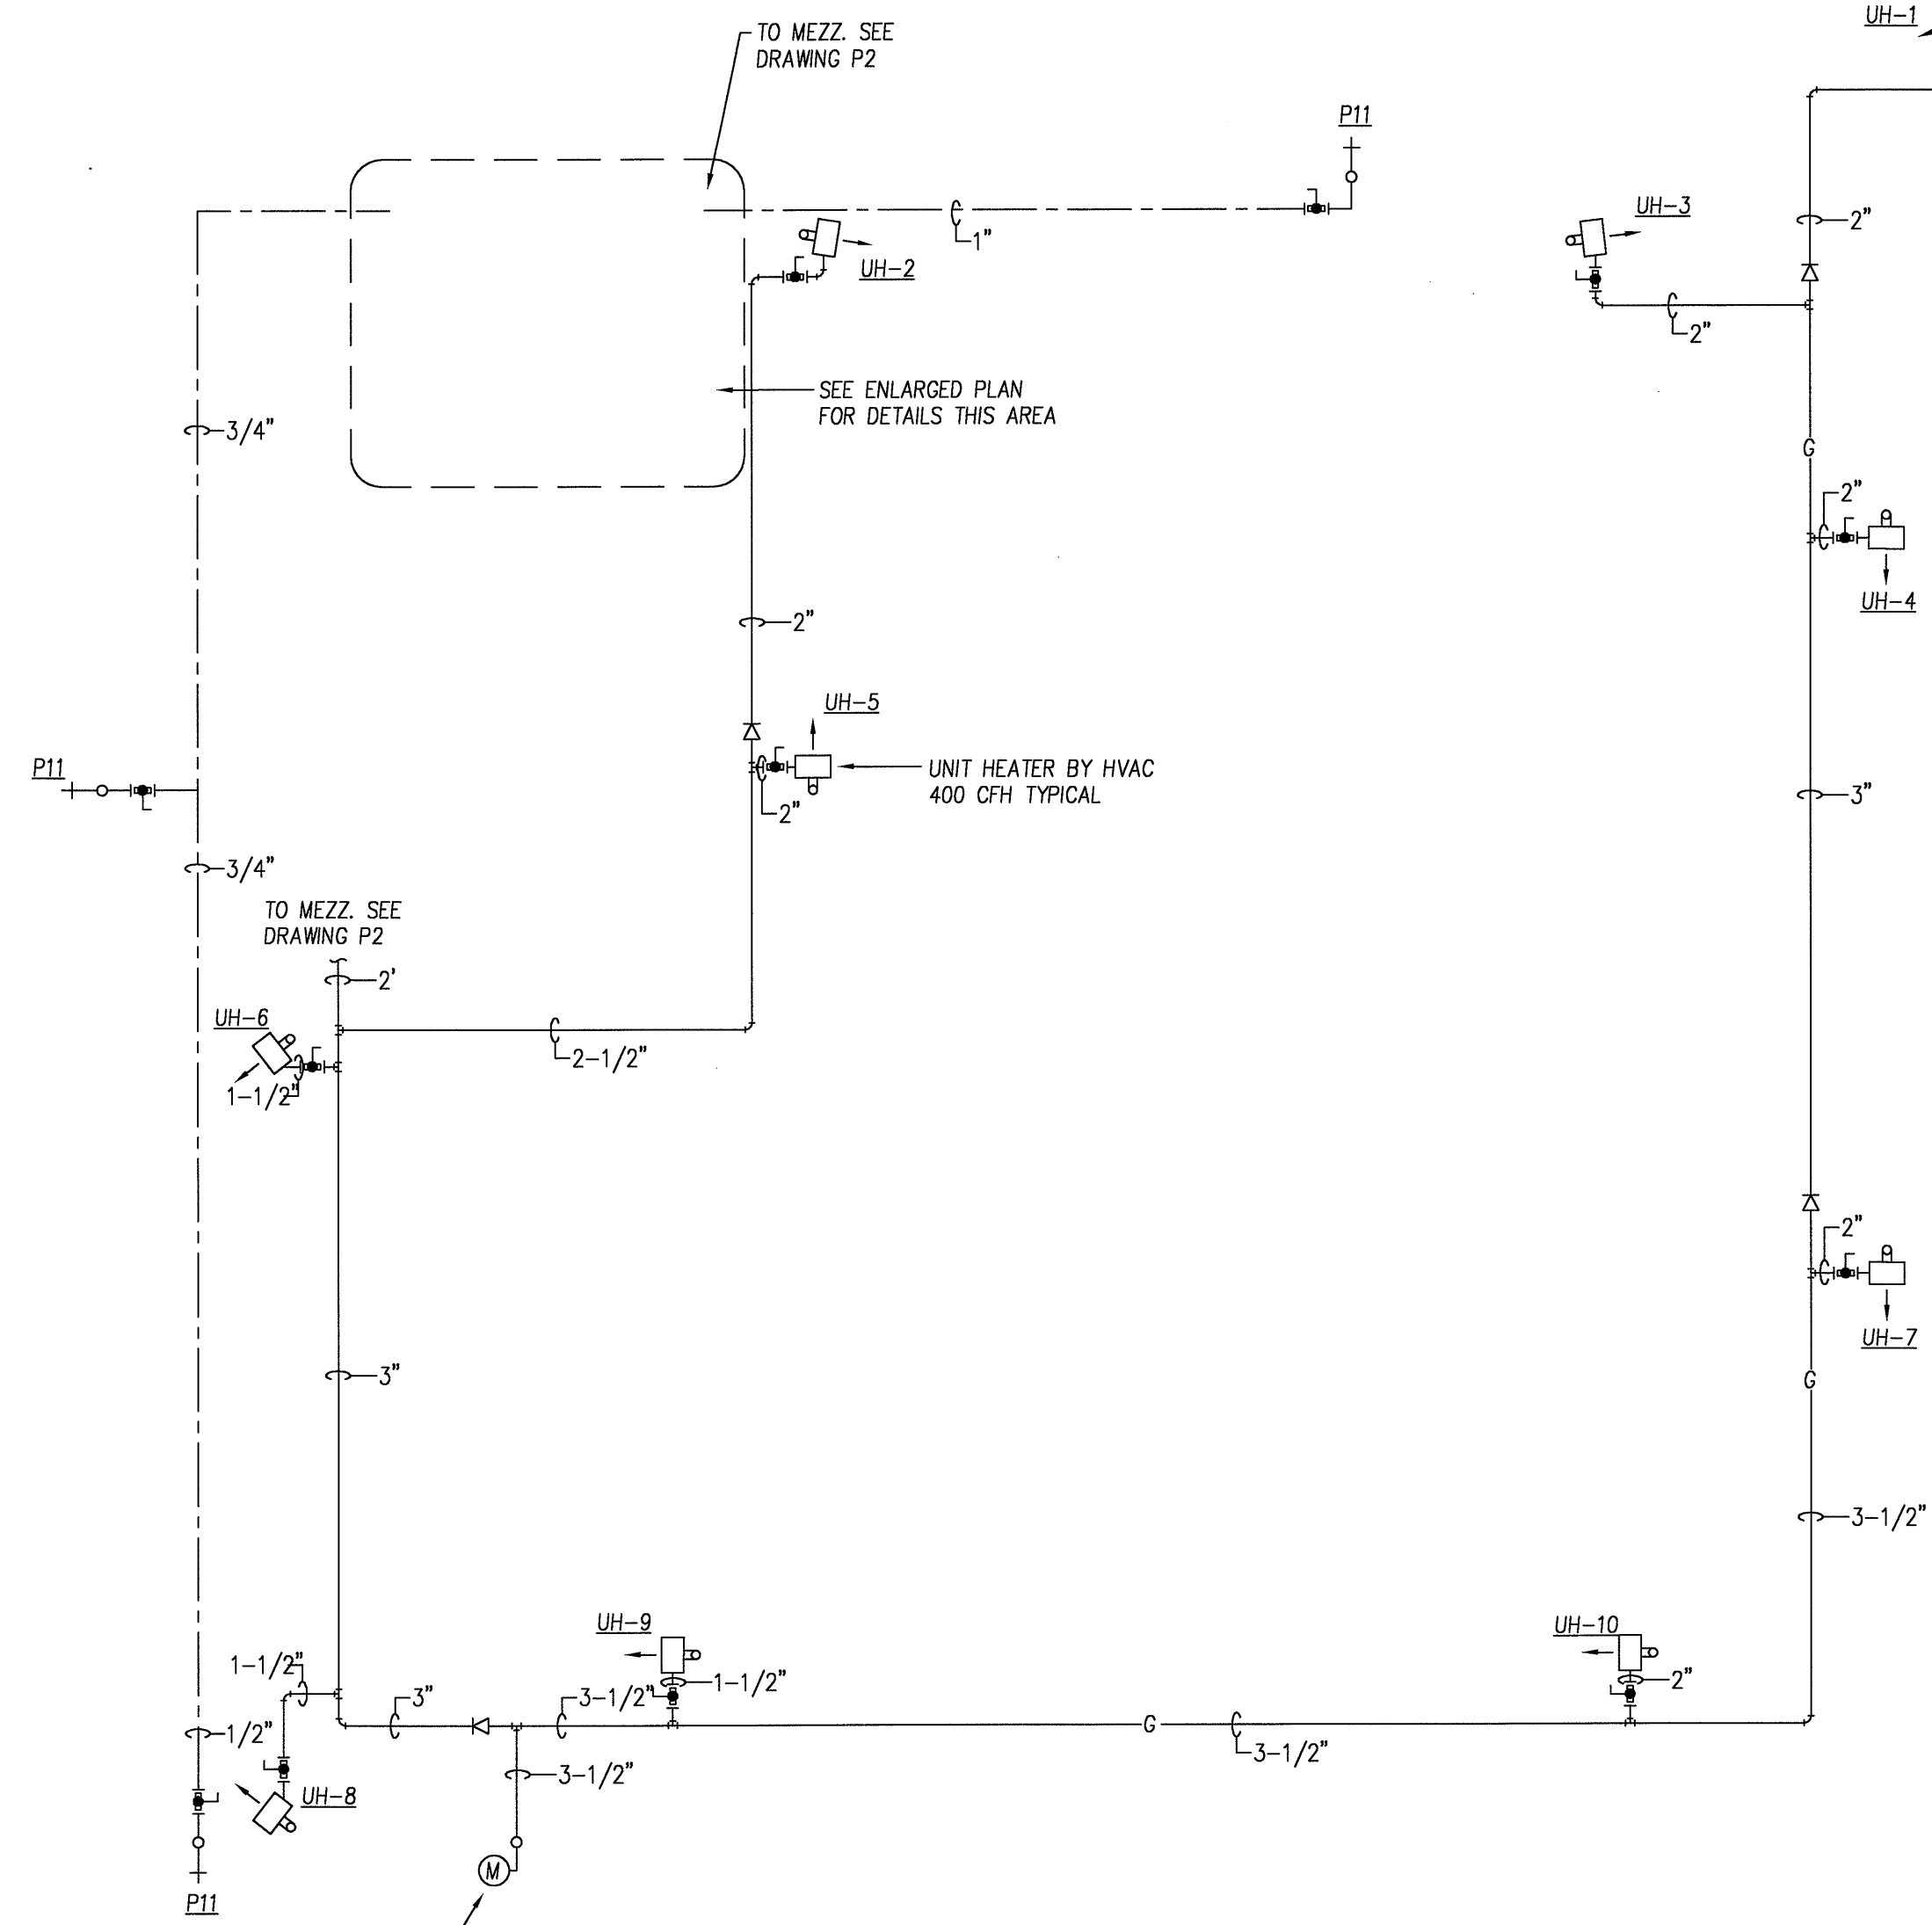 UH-1
TO MEZZ. SEE
DRAWING P2
P11
UH-3
2"
1"
UH-2
2"
SEE ENLARGED PLAN
FOR DETAILS THIS AREA
3/4"
G
2"
UH-4
2"
UH-5
UNIT HEATER BY HVAC
400 CFH TYPICAL
2"
P11
3"
3/4"
TO MEZZ. SEE
DRAWING P2
2'
UH-6
2-1/2"
1-1/2"
2"
UH-7
3"
G
3-1/2"
UH-9
UH-10
1-1/2"
3"
3-1/2"
1-1/2"
2"
1/2"
G
3-1/2"
3-1/2"
UH-8
M
P11